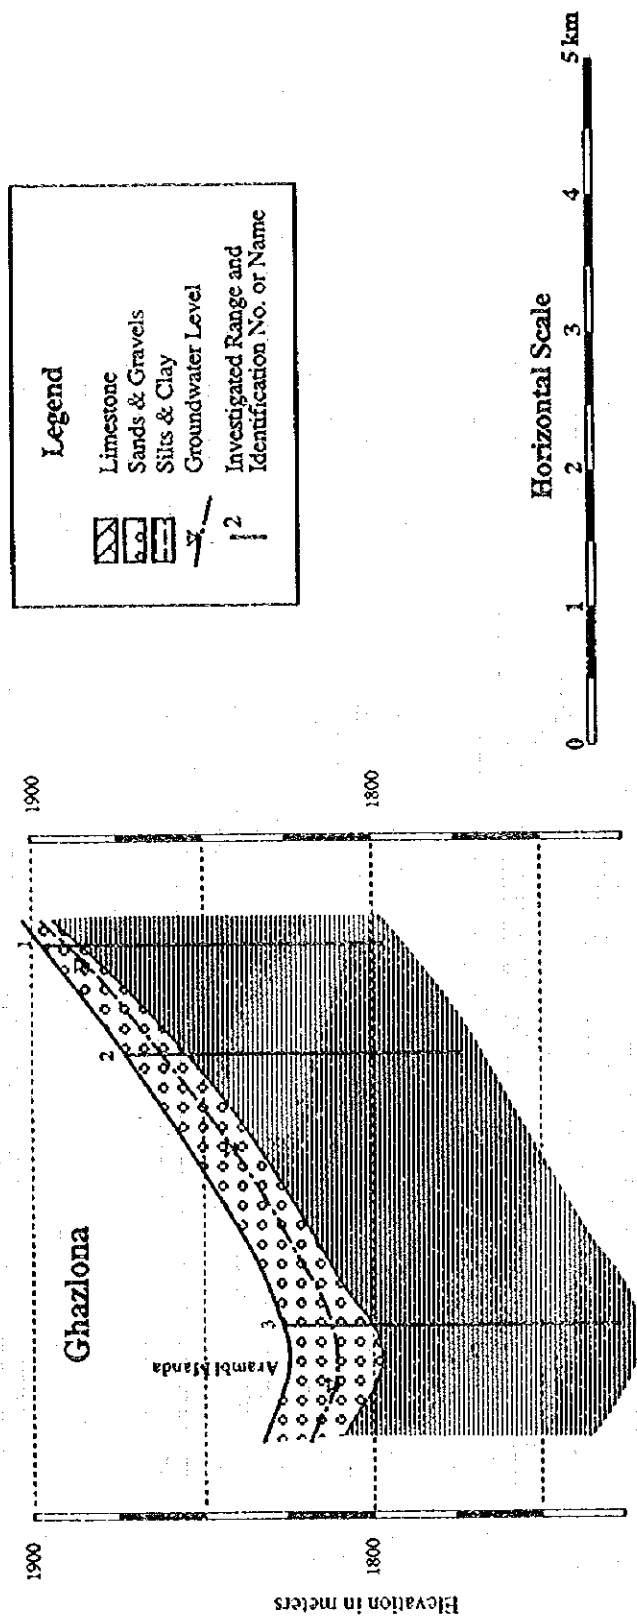 Ghazlona
1900
1900
1800
1800
Elevation in meters
Arambi Manda
1
2
3
Legend
Limestone
Sands & Gravels
Silts & Clay
Groundwater Level
2
Investigated Range and
Identification No. or Name
Horizontal Scale
0
1
2
3
4
5 km